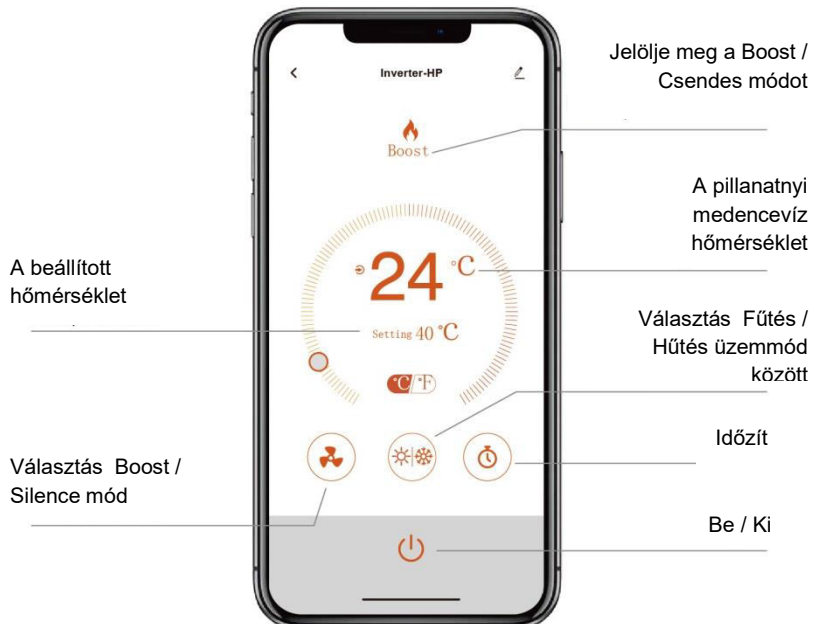 Jelölje meg a Boost /
Csendes módot
Inverter-HP
Boost
A pillanatnyi
medencevíz
hőmérséklet
24 °C
A beállított
hőmérséklet
Setting 40 °C
Választás Fűtés /
Hűtés üzemmód
között
°C/°F
Időzít
Választás Boost /
Silence mód
Be / Ki